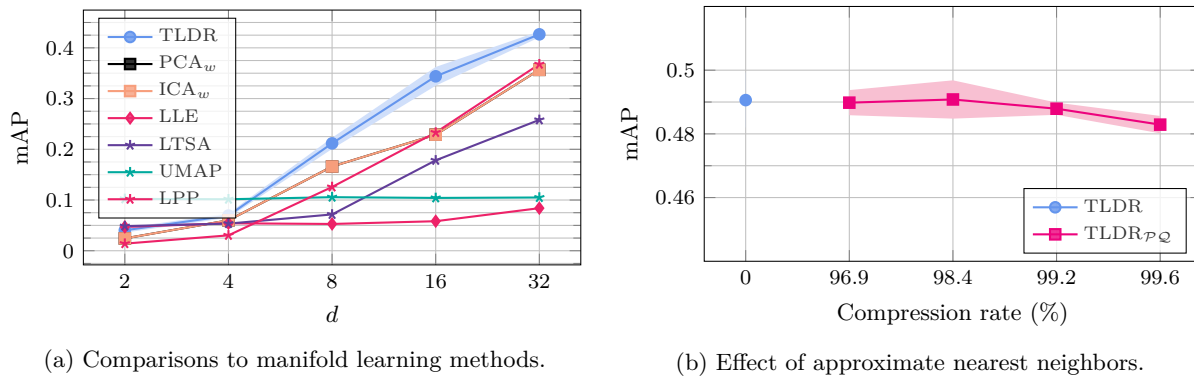 mAP
0.4
0.3
0.2
0.1
0
TLDR
PCA_w
ICA_w
LLE
LTSA
UMAP
LPP
2 4 8 16 32
d
(a) Comparisons to manifold learning methods.
mAP
0.5
0.48
0.46
TLDR
TLDR_𝒫𝒬
0 96.9 98.4 99.2 99.6
Compression rate (%)
(b) Effect of approximate nearest neighbors.